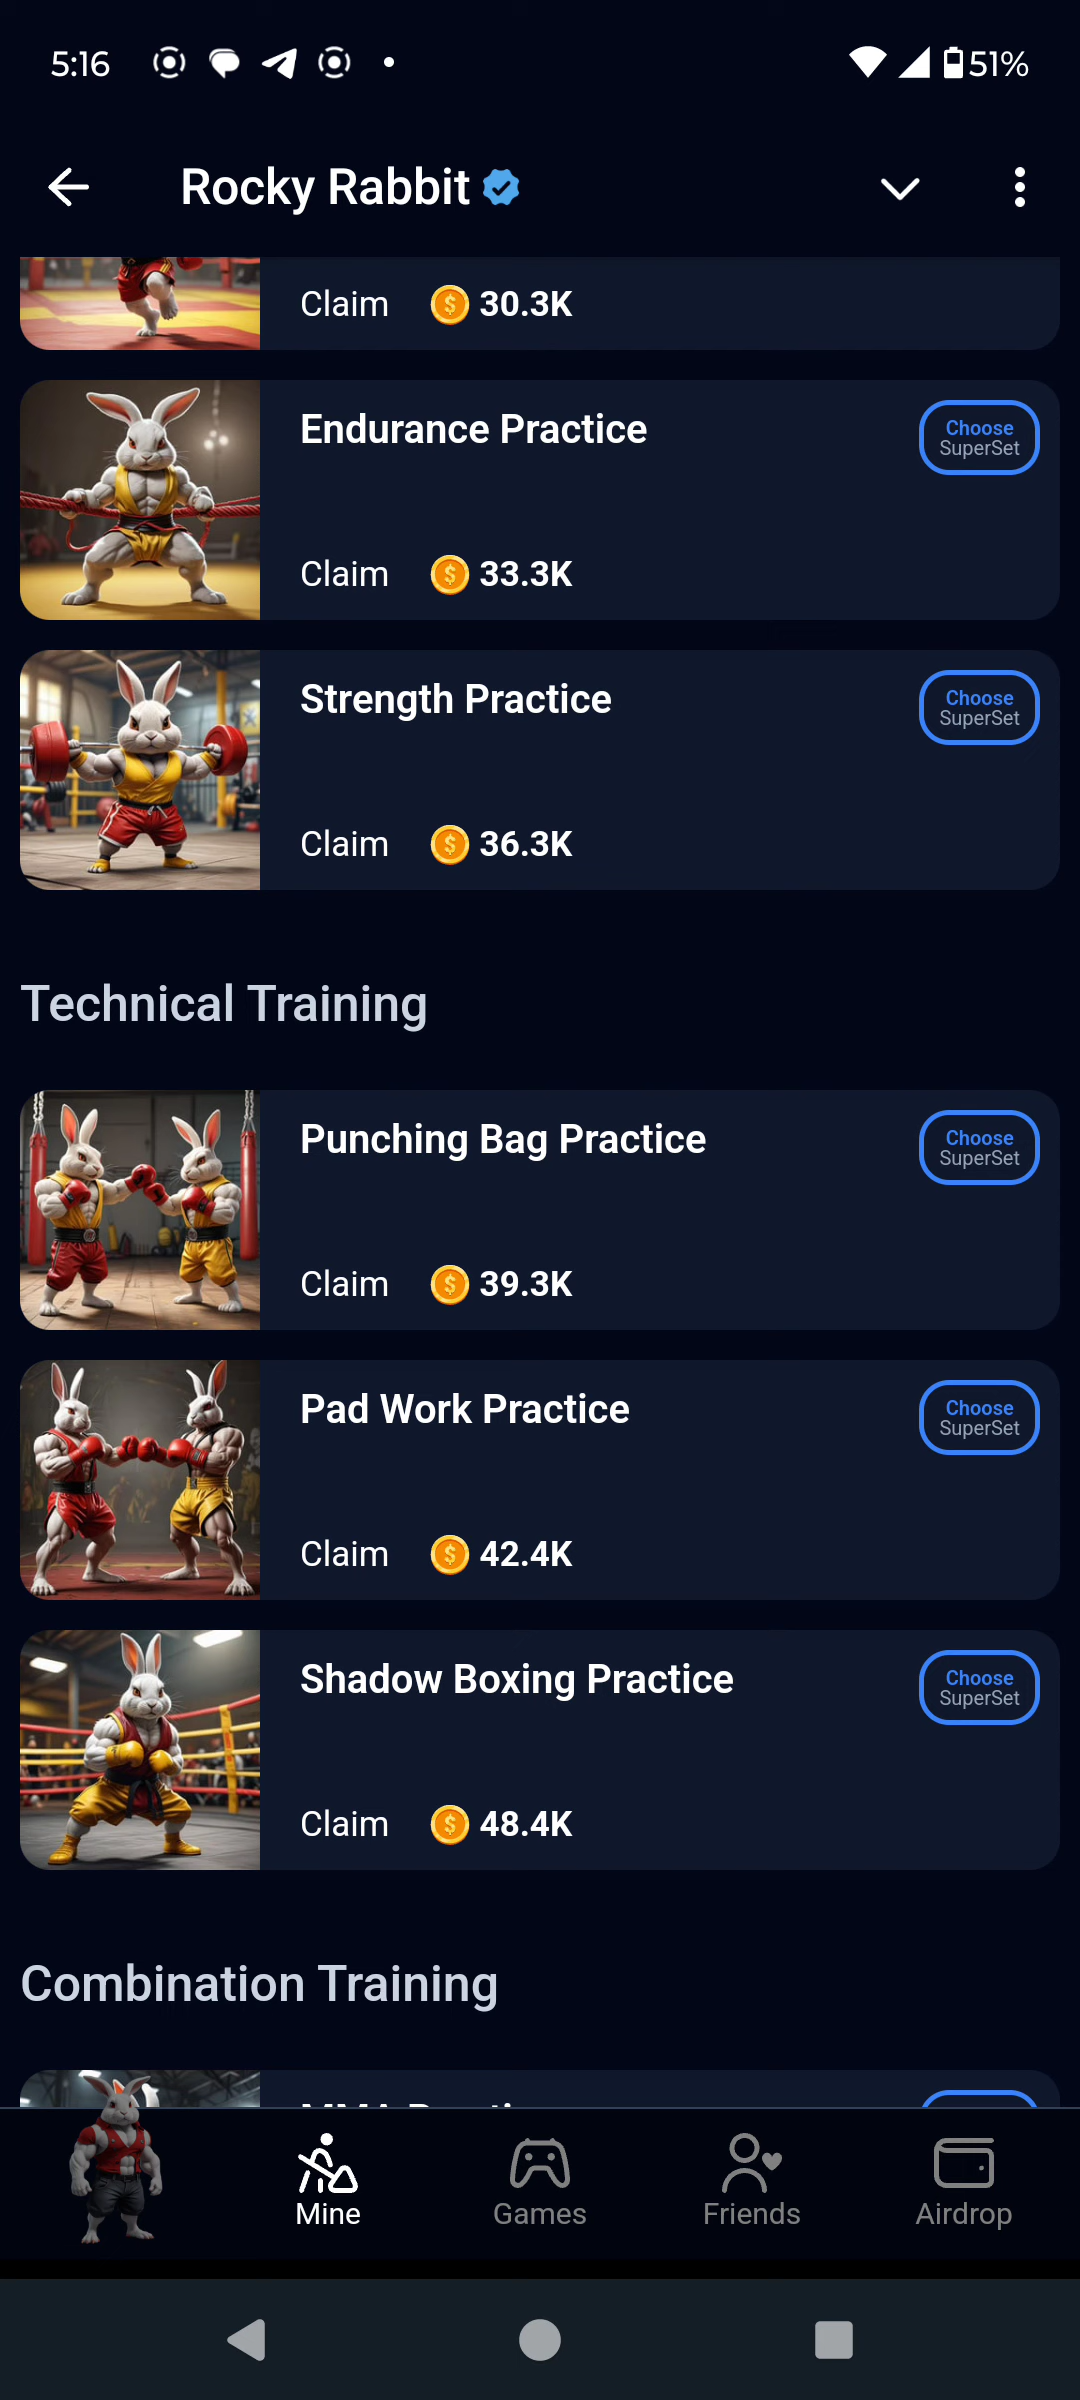 5:16
51%
Rocky Rabbit
Claim 30.3K
Endurance Practice
Choose
SuperSet
Claim 33.3K
Strength Practice
Choose
SuperSet
Claim 36.3K
Technical Training
Punching Bag Practice
Choose
SuperSet
Claim 39.3K
Pad Work Practice
Choose
SuperSet
Claim 42.4K
Shadow Boxing Practice
Choose
SuperSet
Claim 48.4K
Combination Training
Mine
Games
Friends
Airdrop